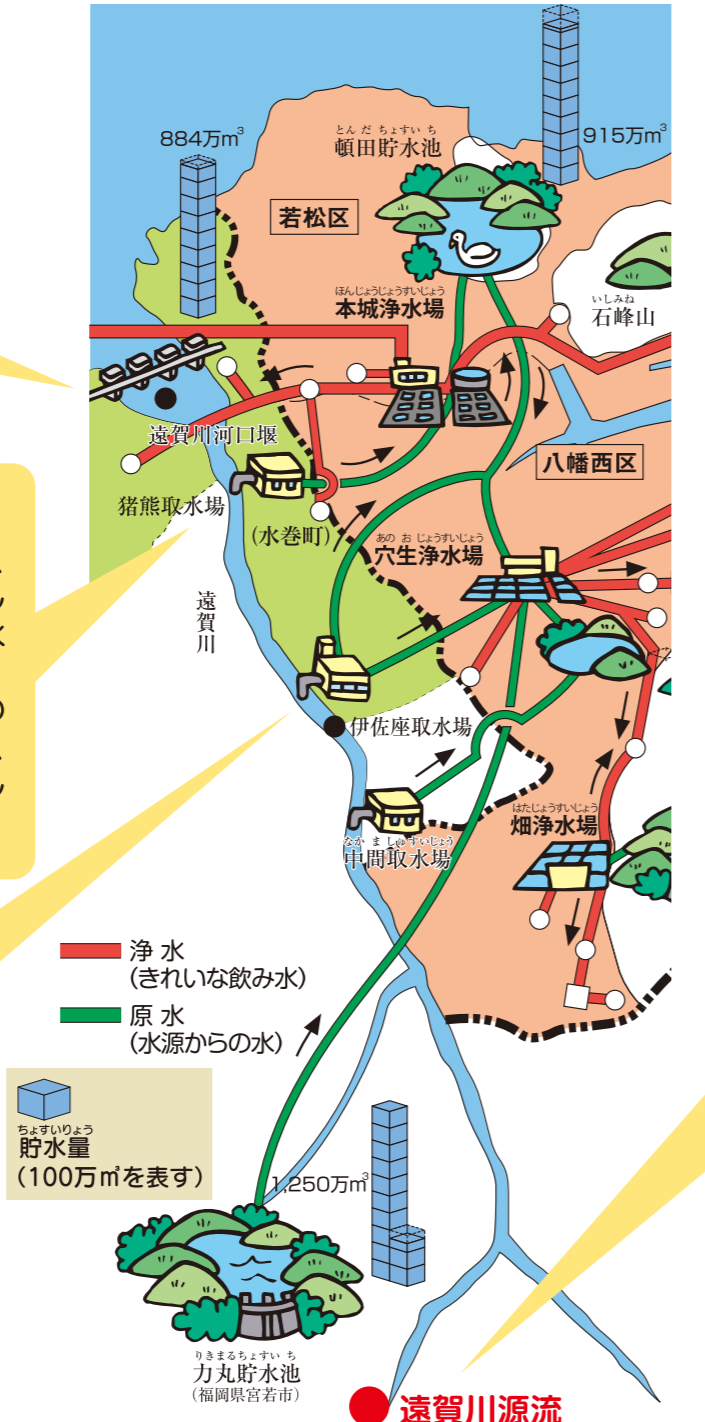 884万m³
とんだちょすいち
頓田貯水池
915万m³
若松区
いしみね
石峰山
ほんじょうじょうすいじょう
本城浄水場
遠賀川河口堰
八幡西区
猪熊取水場
(水巻町)
あのおじょうすいじょう
穴生浄水場
遠賀川
伊佐座取水場
はたじょうすいじょう
畑浄水場
なかましゅすいじょう
中間取水場
浄水
(きれいな飲み水)
原水
(水源からの水)
ちょすいりょう
貯水量
(100万㎥を表す)
1,250万m³
りきまるちょすいち
力丸貯水池
(福岡県宮若市)
遠賀川源流